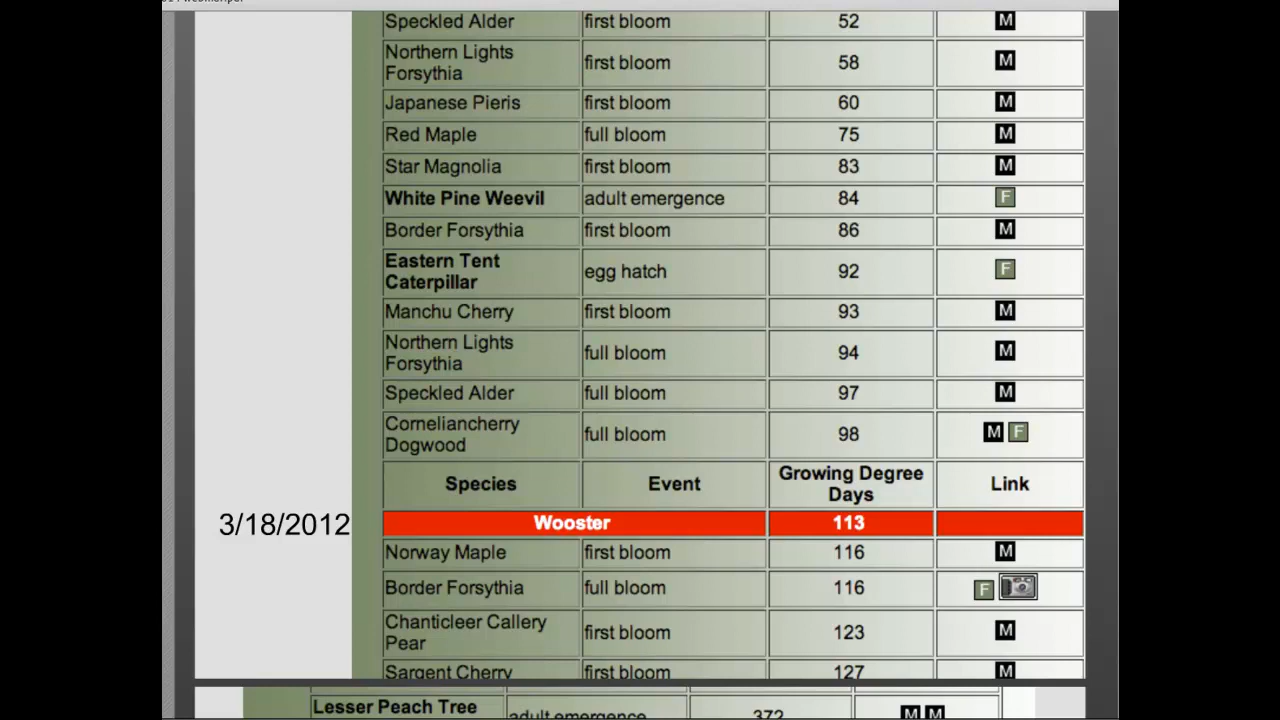 Speckled Alder first bloom 52 M
Northern Lights Forsythia first bloom 58 M
Japanese Pieris first bloom 60 M
Red Maple full bloom 75 M
Star Magnolia first bloom 83 M
White Pine Weevil adult emergence 84 F
Border Forsythia first bloom 86 M
Eastern Tent Caterpillar egg hatch 92 F
Manchu Cherry first bloom 93 M
Northern Lights Forsythia full bloom 94 M
Speckled Alder full bloom 97 M
Corneliancherry Dogwood full bloom 98 M F
Species Event Growing Degree Days Link
3/18/2012 Wooster 113
Norway Maple first bloom 116 M
Border Forsythia full bloom 116 F
Chanticleer Callery Pear first bloom 123 M
Sargent Cherry first bloom 127 M
Lesser Peach Tree adult emergence 372 M M